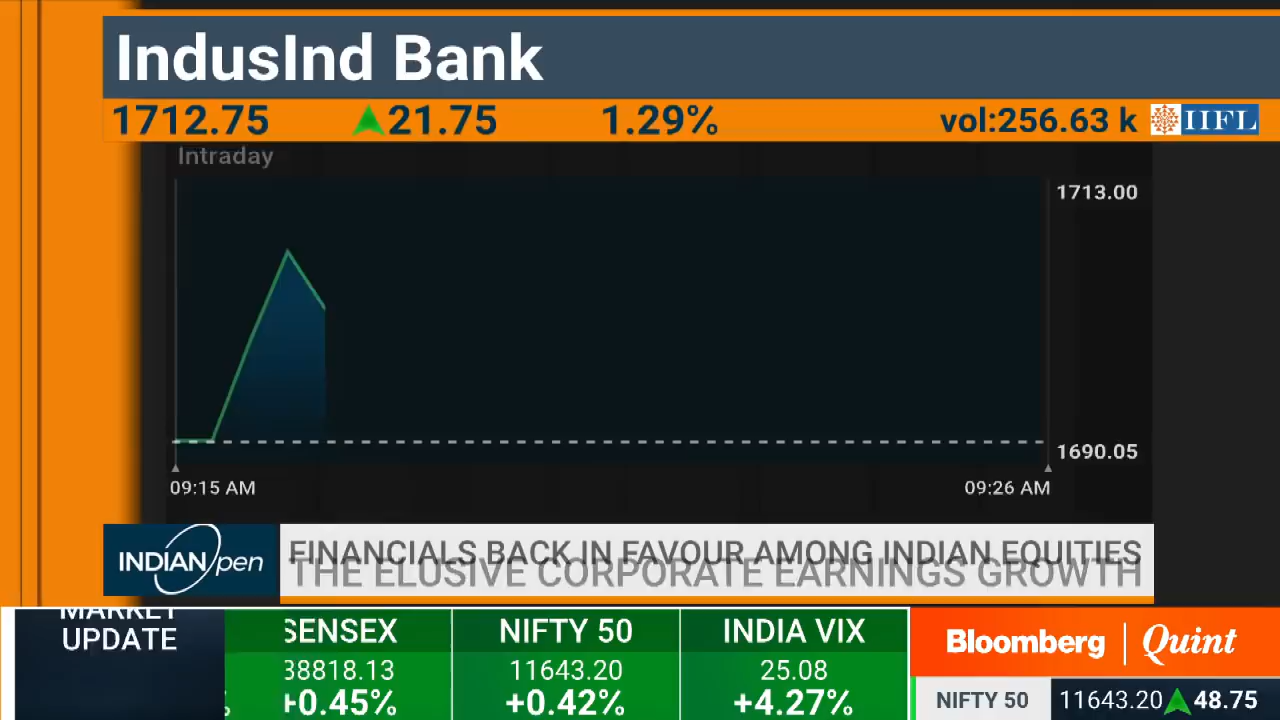 IndusInd Bank
1712.75 21.75 1.29% vol:256.63 k IIFL
Intraday
1713.00
1690.05
09:15 AM 09:26 AM
INDIAN Open
FINANCIALS BACK IN FAVOUR AMONG INDIAN EQUITIES
THE ELUSIVE CORPORATE EARNINGS GROWTH
MARKET
UPDATE
SENSEX NIFTY 50 INDIA VIX
38818.13 11643.20 25.08
+0.45% +0.42% +4.27%
Bloomberg | Quint
NIFTY 50 11643.20 48.75